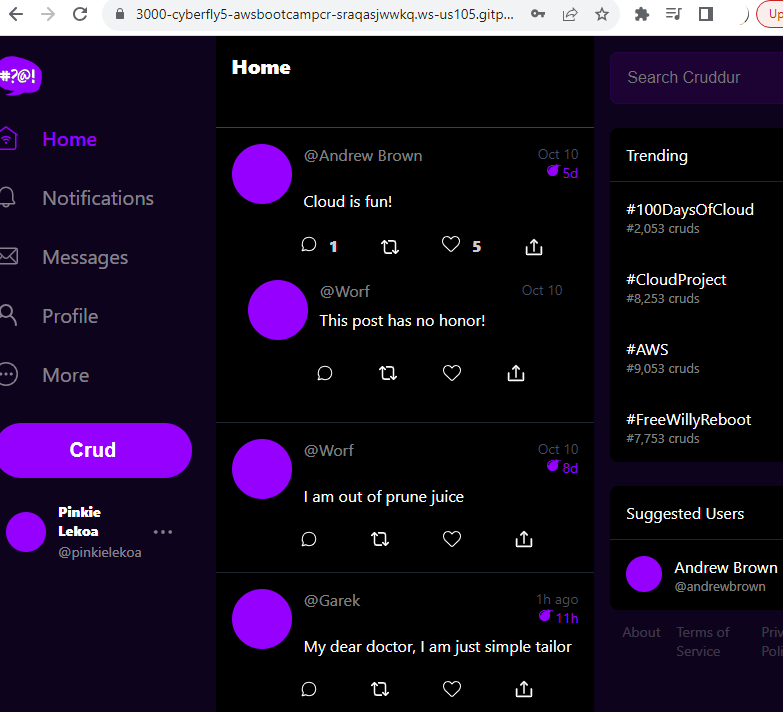 3000-cyberfly5-awsbootcampcr-sraqasjwwkq.ws-us105.gitp...
Up
#?@!
Home
Notifications
Messages
Profile
More
Crud
Pinkie
Lekoa
@pinkielekoa
Home
@Andrew Brown
Oct 10
5d
Cloud is fun!
1
5
@Worf
Oct 10
This post has no honor!
@Worf
Oct 10
8d
I am out of prune juice
@Garek
1h ago
11h
My dear doctor, I am just simple tailor
Search Cruddur
Trending
#100DaysOfCloud
#2,053 cruds
#CloudProject
#8,253 cruds
#AWS
#9,053 cruds
#FreeWillyReboot
#7,753 cruds
Suggested Users
Andrew Brown
@andrewbrown
About
Terms of
Service
Priv
Poli